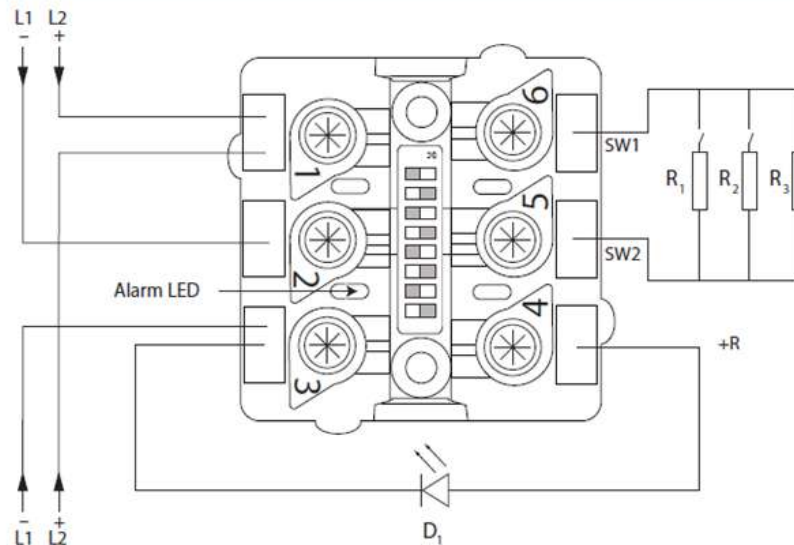 L1 L2
− +
6
SW1
1
R1 R2 R3
5
SW2
2
Alarm LED
4
3
+R
D1
− +
L1 L2